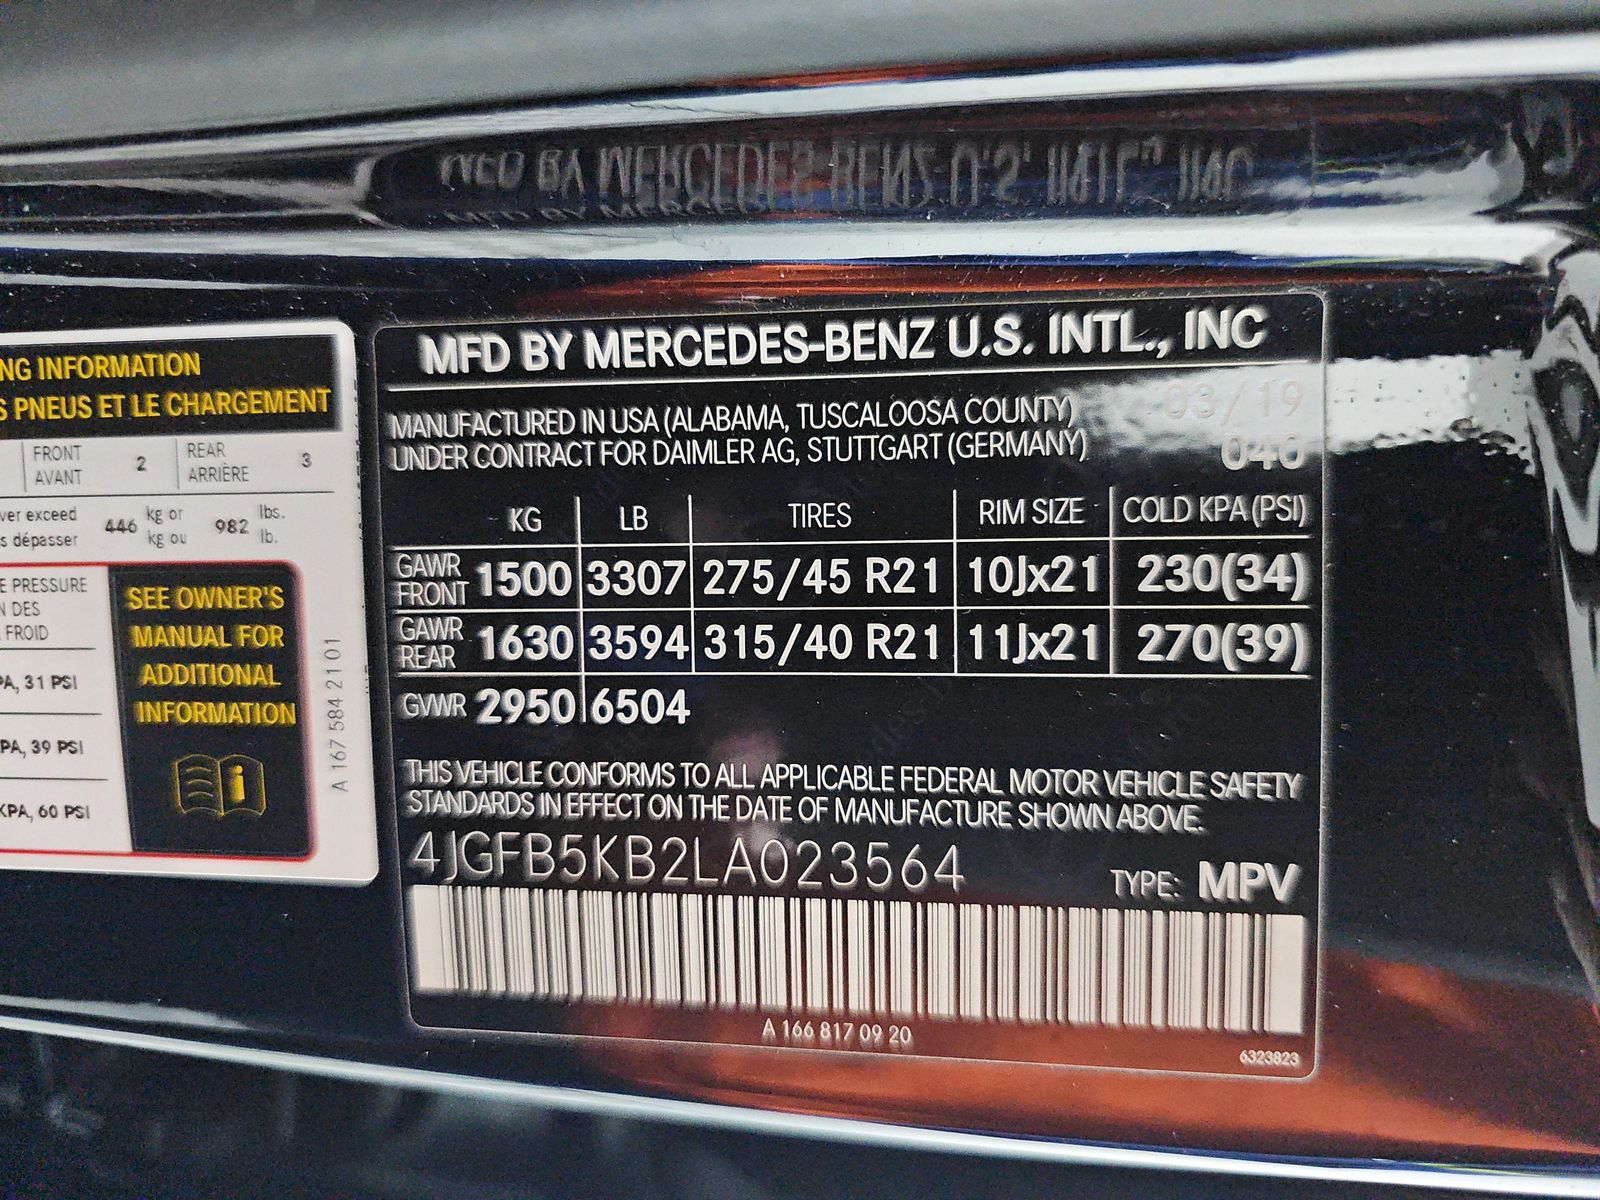 NG INFORMATION
S PNEUS ET LE CHARGEMENT
FRONT
AVANT
2
REAR
ARRIÈRE
3
ver exceed
s dépasser
446
kg or
kg ou
982
lbs.
lb.
E PRESSURE
N DES
FROID
PA, 31 PSI
PA, 39 PSI
KPA, 60 PSI
SEE OWNER'S
MANUAL FOR
ADDITIONAL
INFORMATION
A 167 584 21 01
MFD BY MERCEDES-BENZ U.S. INTL., INC
MANUFACTURED IN USA (ALABAMA, TUSCALOOSA COUNTY) 03/19
UNDER CONTRACT FOR DAIMLER AG, STUTTGART (GERMANY) 040
KG LB TIRES RIM SIZE COLD KPA (PSI)
GAWR FRONT 1500 3307 275/45 R21 10Jx21 230(34)
GAWR REAR 1630 3594 315/40 R21 11Jx21 270(39)
GVWR 2950 6504
THIS VEHICLE CONFORMS TO ALL APPLICABLE FEDERAL MOTOR VEHICLE SAFETY
STANDARDS IN EFFECT ON THE DATE OF MANUFACTURE SHOWN ABOVE.
4JGFB5KB2LA023564 TYPE: MPV
A 166 817 09 20
6323823